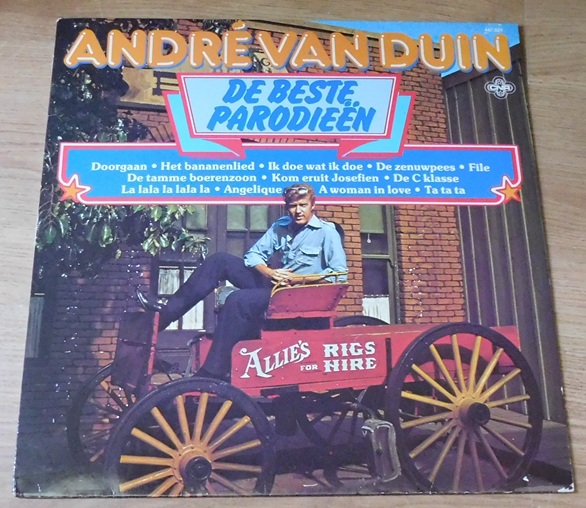 ANDRÉ VAN DUIN
CNR
DE BESTE
PARODIEËN
Doorgaan • Het bananenlied • Ik doe wat ik doe • De zenuwpees • File
De tamme boerenzoon • Kom eruit Josefien • De C klasse
La lala la lala la • Angelique • A woman in love • Ta ta ta
ALLIE'S FOR RIGS HIRE